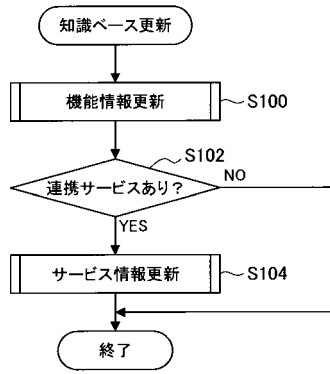 知識ベース更新
機能情報更新
S100
S102
連携サービスあり?
NO
YES
サービス情報更新
S104
終了